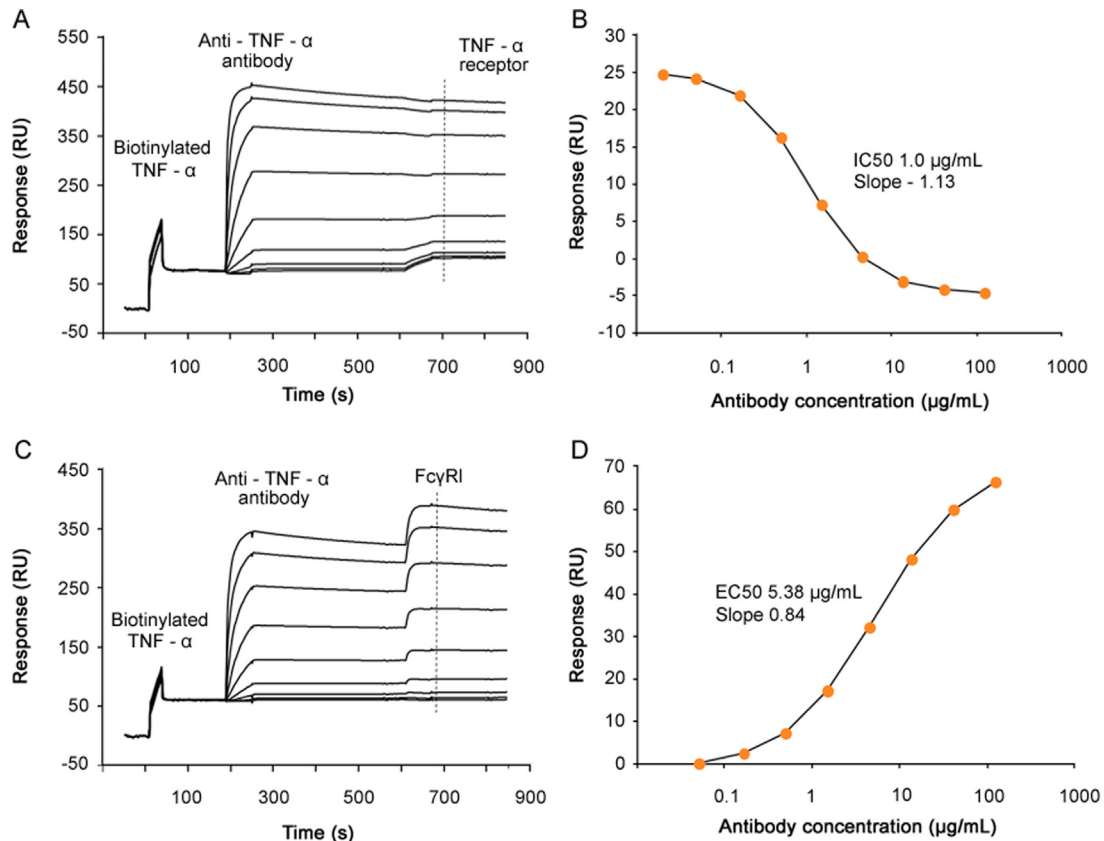 A
550
450
350
250
150
50
-50
Response (RU)
Biotinylated
TNF - α
Anti - TNF - α
antibody
TNF - α
receptor
100 300 500 700 900
Time (s)
B
30
25
20
15
10
5
0
-5
-10
Response (RU)
IC50 1.0 µg/mL
Slope - 1.13
0.1 1 10 100 1000
Antibody concentration (µg/mL)
C
450
350
250
150
50
-50
Response (RU)
Biotinylated
TNF - α
Anti - TNF - α
antibody
FcγRI
100 300 500 700 900
Time (s)
D
70
60
50
40
30
20
10
0
Response (RU)
EC50 5.38 µg/mL
Slope 0.84
0.1 1 10 100 1000
Antibody concentration (µg/mL)